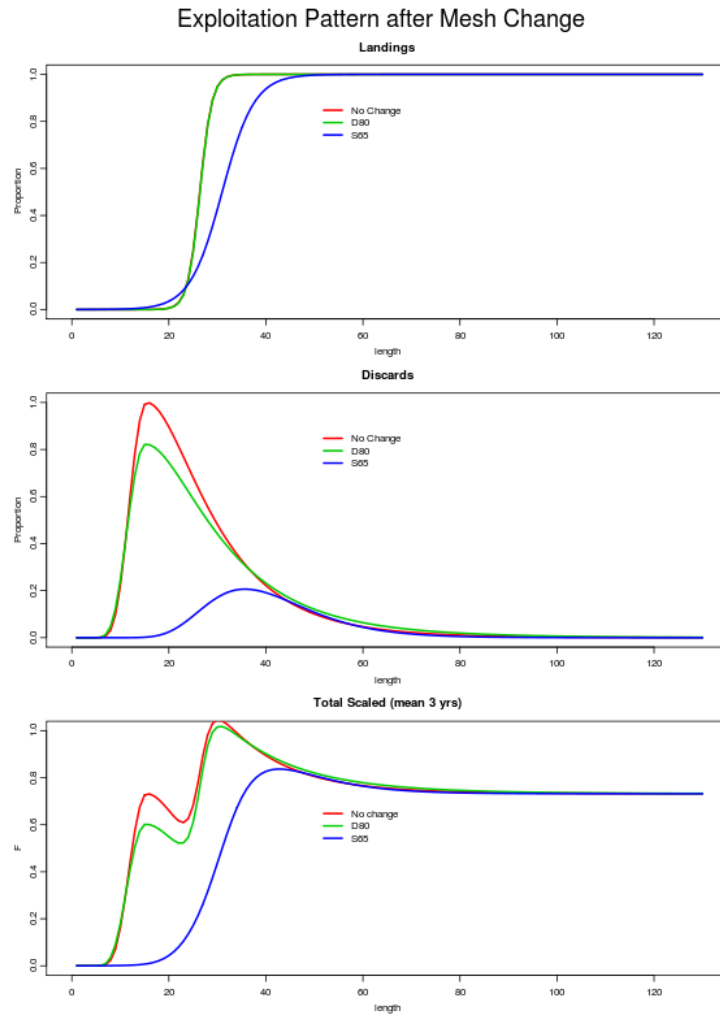 Exploitation Pattern after Mesh Change
Landings
1.0
0.8
0.6
0.4
0.2
0.0
Proportion
No Change
D80
S65
0 20 40 60 80 100 120
length
Discards
1.0
0.8
0.6
0.4
0.2
0.0
Proportion
No Change
D80
S65
0 20 40 60 80 100 120
length
Total Scaled (mean 3 yrs)
1.0
0.8
0.6
0.4
0.2
0.0
F
No change
D80
S65
0 20 40 60 80 100 120
length